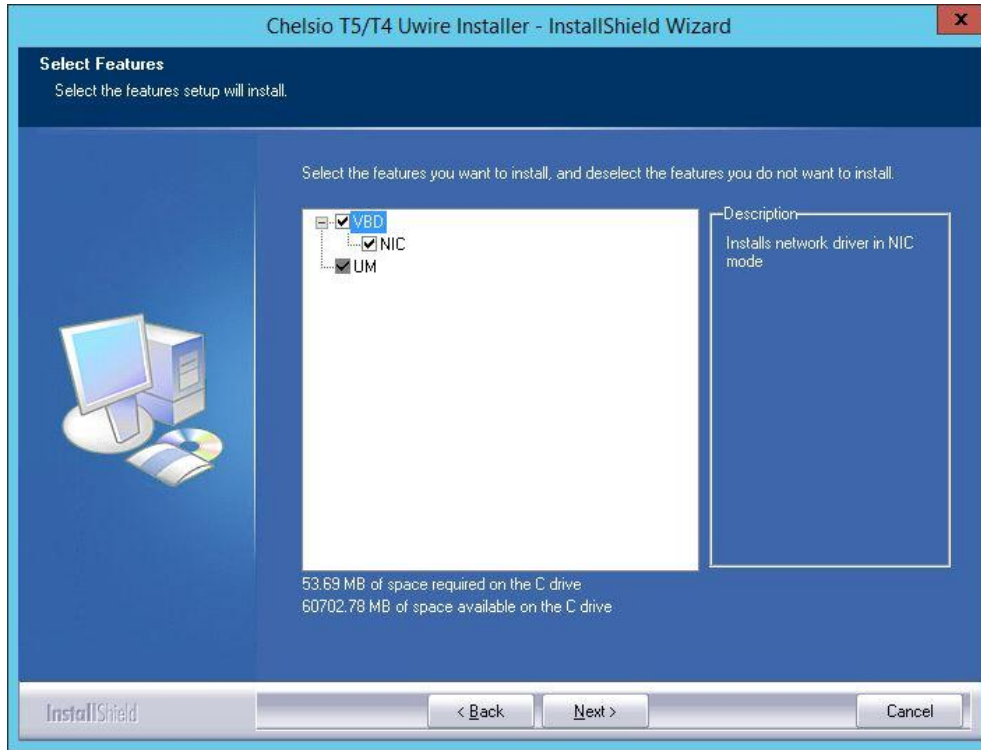 Chelsio T5/T4 Uwire Installer - InstallShield Wizard
x
Select Features
Select the features setup will install.
Select the features you want to install, and deselect the features you do not want to install.
VBD
NIC
UM
Description
Installs network driver in NIC
mode
53.69 MB of space required on the C drive
60702.78 MB of space available on the C drive
InstallShield
< Back
Next >
Cancel